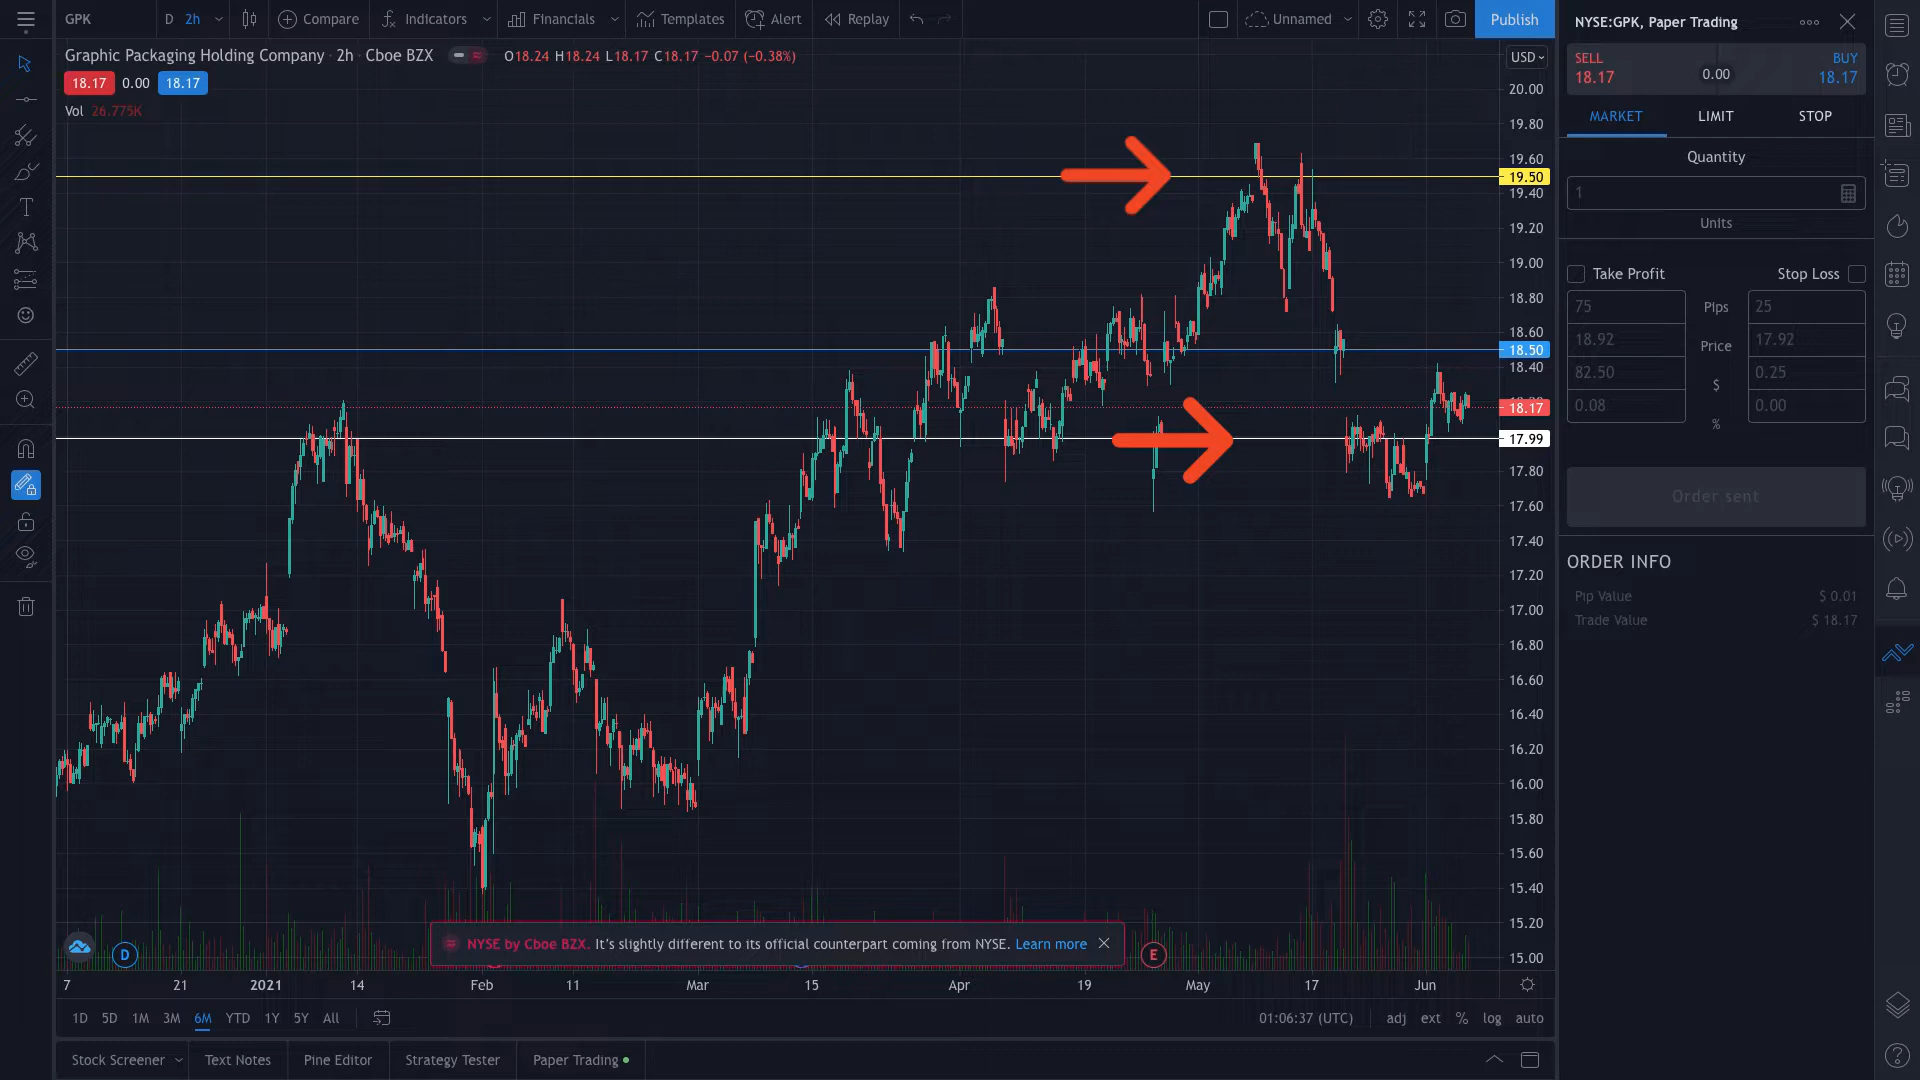 GPK D 2h Compare Indicators Financials Templates Alert Replay Unnamed Publish
Graphic Packaging Holding Company · 2h · Cboe BZX O18.24 H18.24 L18.17 C18.17 −0.07 (−0.38%)
18.17 0.00 18.17
Vol 26.775K
USD
20.00
19.80
19.60
19.50
19.40
19.20
19.00
18.80
18.60
18.50
18.40
18.17
17.99
17.80
17.60
17.40
17.20
17.00
16.80
16.60
16.40
16.20
16.00
15.80
15.60
15.40
15.20
15.00
D
NYSE by Cboe BZX. It's slightly different to its official counterpart coming from NYSE. Learn more
E
7 21 2021 14 Feb 11 Mar 15 Apr 19 May 17 Jun
1D 5D 1M 3M 6M YTD 1Y 5Y All 01:06:37 (UTC) adj ext % log auto
Stock Screener Text Notes Pine Editor Strategy Tester Paper Trading
NYSE:GPK, Paper Trading
SELL BUY
18.17 0.00 18.17
MARKET LIMIT STOP
Quantity
1
Units
Take Profit Stop Loss
75 Pips 25
18.92 Price 17.92
82.50 $ 0.25
0.08 % 0.00
Order sent
ORDER INFO
Pip Value $ 0.01
Trade Value $ 18.17